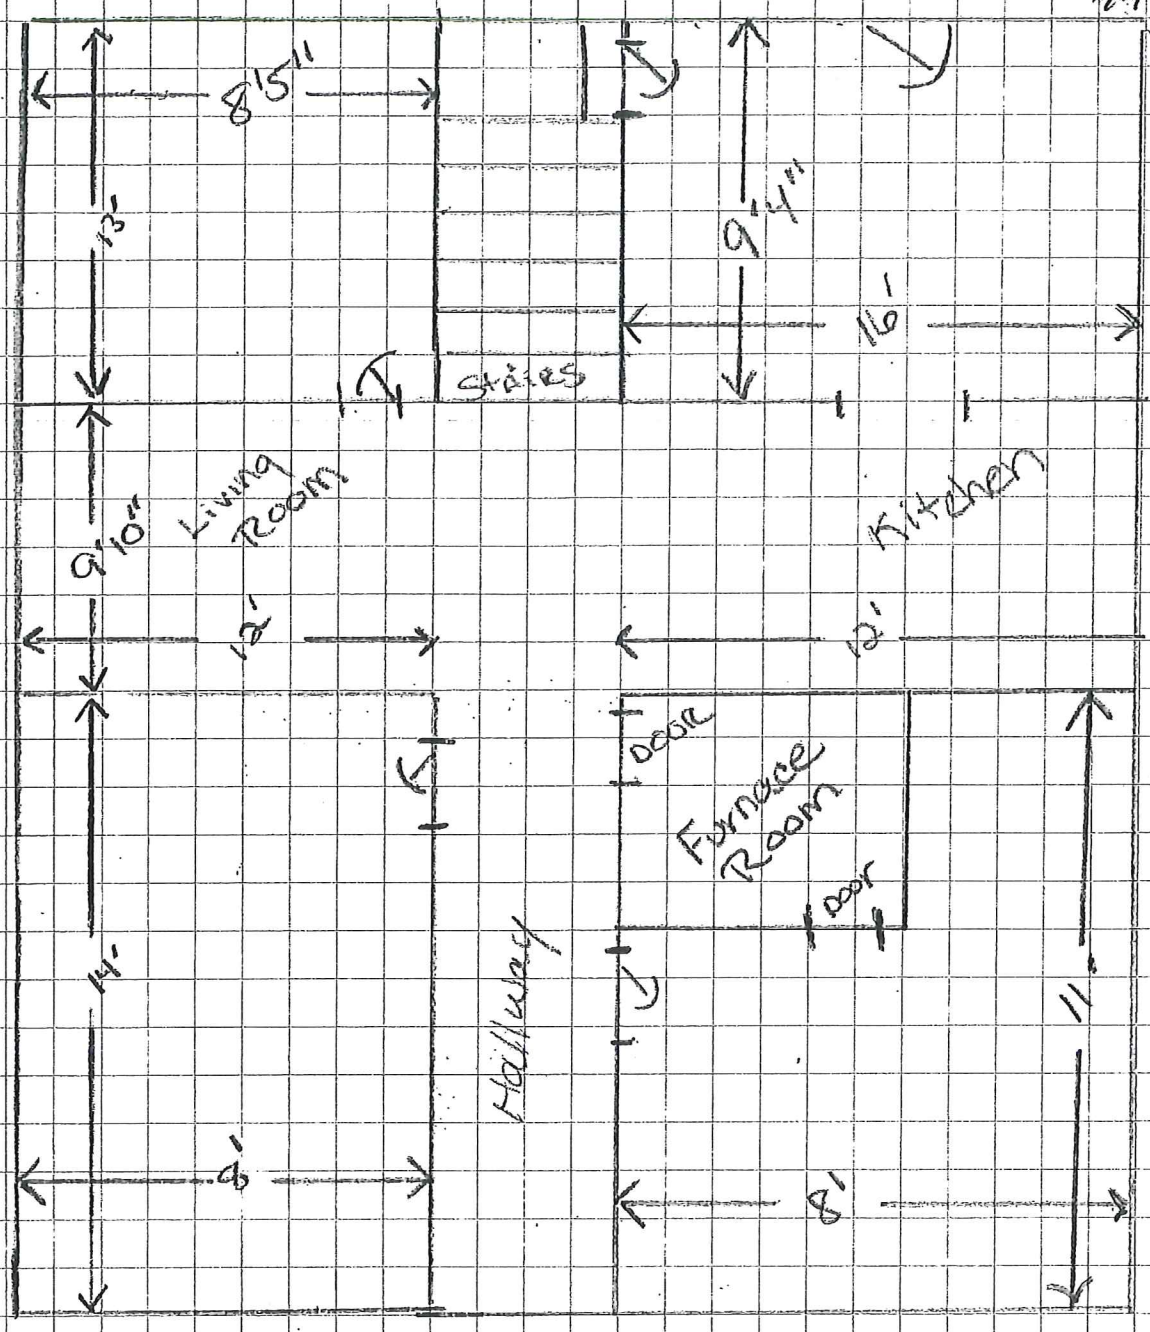 8'5"
13'
9'4"
16'
Stairs
Living
Room
Kitchen
9'10"
12'
12'
Door
Furnace
Room
Door
14'
Hallway
11'
8'
8'